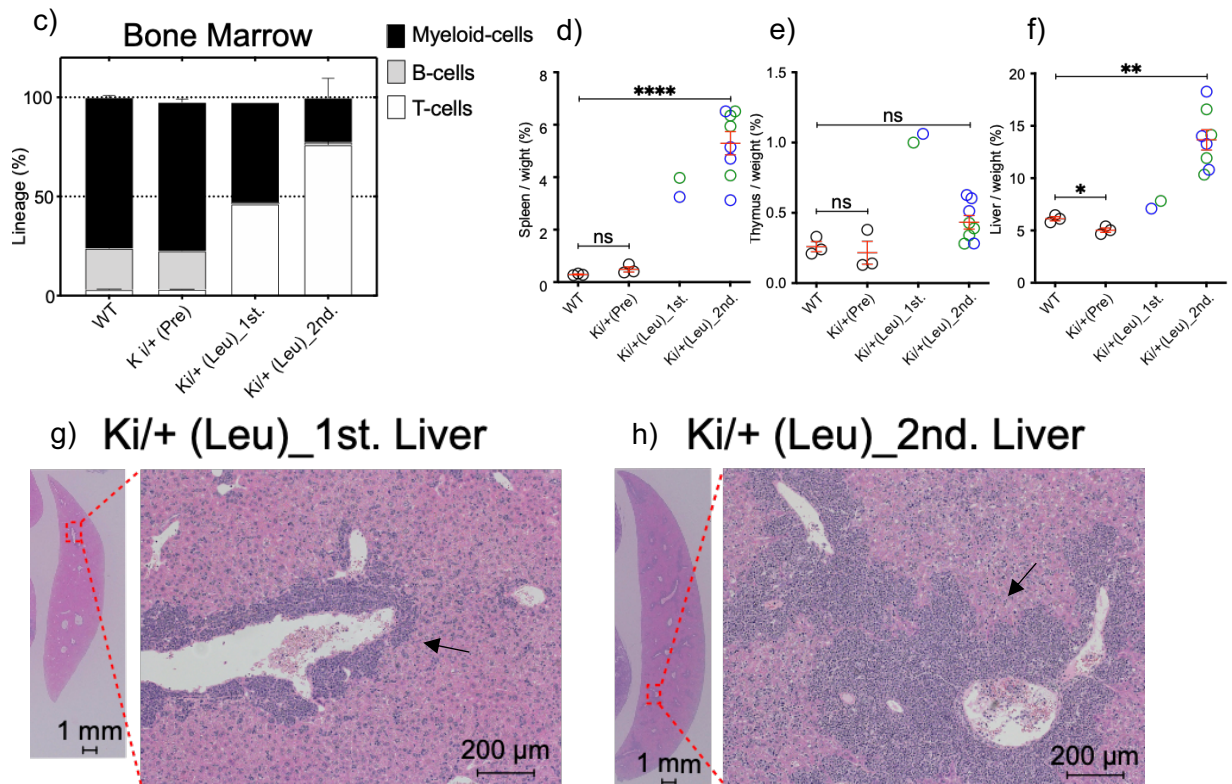 c)
Bone Marrow
Myeloid-cells
B-cells
T-cells
Lineage (%)
100
50
0
WT
K i/+ (Pre)
Ki/+ (Leu)_1st.
Ki/+ (Leu)_2nd.
d)
Spleen / wight (%)
8
6
4
2
0
****
ns
WT
Ki/+(Pre)
Ki/+(Leu)_1st.
Ki/+(Leu)_2nd.
e)
Thymus / weight (%)
1.5
1.0
0.5
0.0
ns
ns
WT
Ki/+(Pre)
Ki/+(Leu)_1st.
Ki/+(Leu)_2nd.
f)
Liver / weight (%)
20
15
10
5
0
**
*
WT
Ki/+(Pre)
Ki/+(Leu)_1st.
Ki/+(Leu)_2nd.
g) Ki/+ (Leu)_1st. Liver
1 mm
200 µm
h) Ki/+ (Leu)_2nd. Liver
1 mm
200 µm